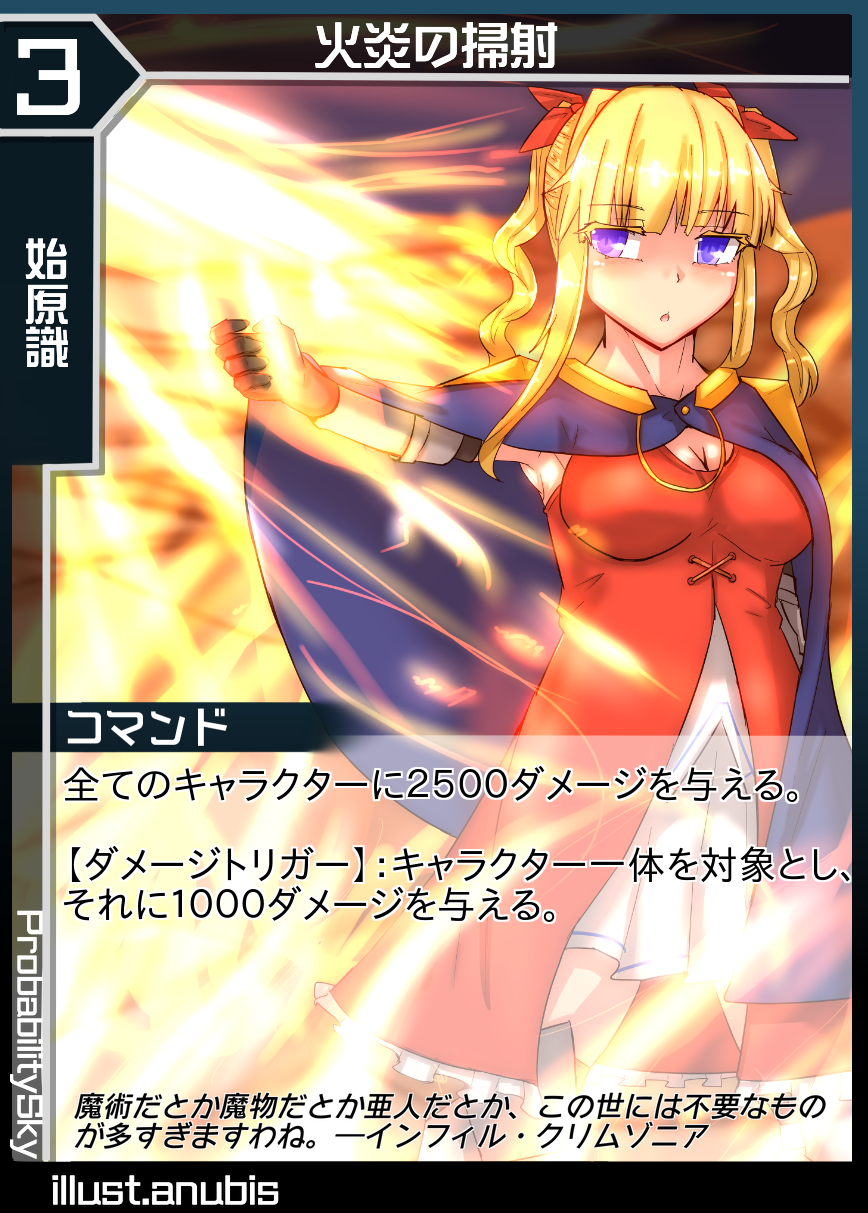 火炎の掃射
3
始原識
コマンド
全てのキャラクターに2500ダメージを与える。
【ダメージトリガー】:キャラクター一体を対象とし、
それに1000ダメージを与える。
魔術だとか魔物だとか亜人だとか、この世には不要なもの
が多すぎますわね。―インフィル・クリムゾニア
ProbabilitySky
illust.anubis